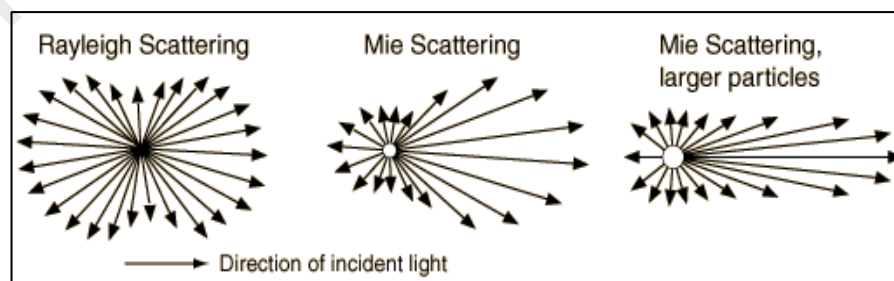 Rayleigh Scattering
Mie Scattering
Mie Scattering,
larger particles
Direction of incident light